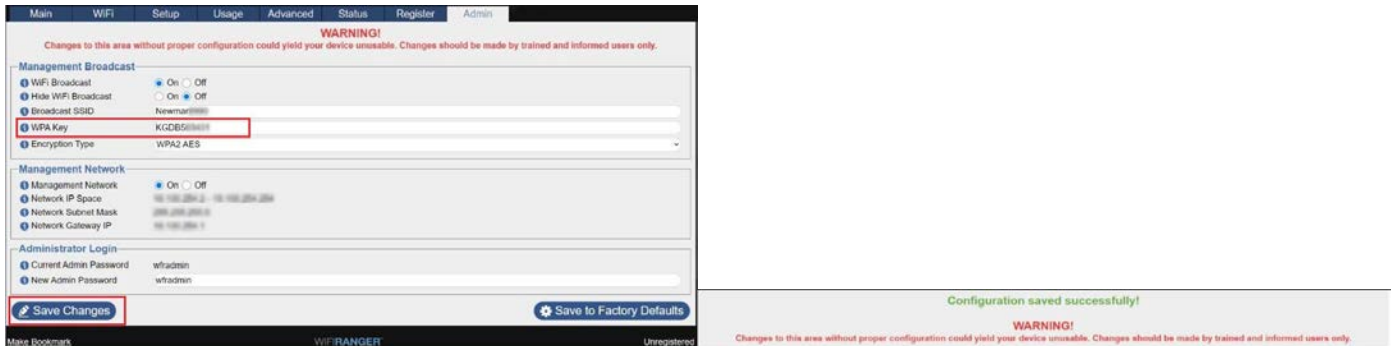 Main WiFi Setup Usage Advanced Status Register Admin
WARNING!
Changes to this area without proper configuration could yield your device unusable. Changes should be made by trained and informed users only.
Management Broadcast
WiFi Broadcast On Off
Hide WiFi Broadcast On Off
Broadcast SSID Newmar
WPA Key KGDB5
Encryption Type WPA2 AES
Management Network
Management Network On Off
Network IP Space
Network Subnet Mask
Network Gateway IP
Administrator Login
Current Admin Password wfradmin
New Admin Password wfradmin
Save Changes Save to Factory Defaults
Make Bookmark WIFIRANGER Unregistered
Configuration saved successfully!
WARNING!
Changes to this area without proper configuration could yield your device unusable. Changes should be made by trained and informed users only.